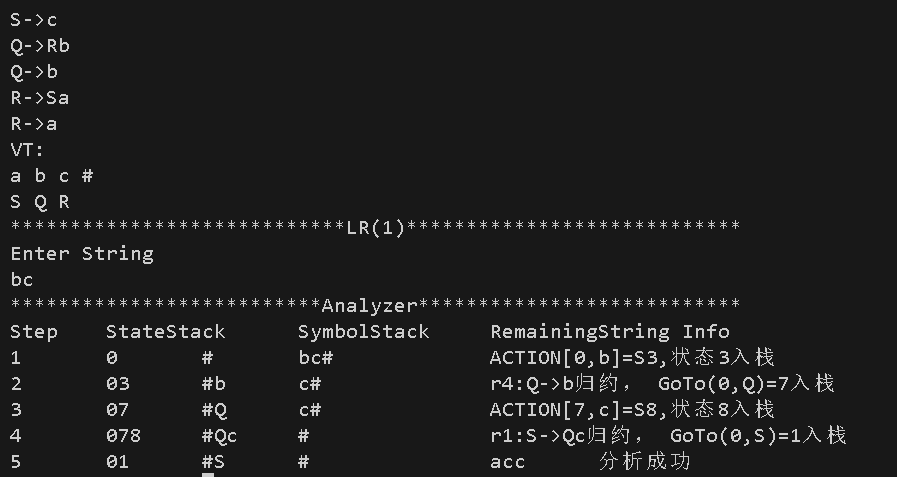 S->c
Q->Rb
Q->b
R->Sa
R->a
VT:
a b c #
S Q R
****************************LR(1)****************************
Enter String
bc
**************************Analyzer***************************
Step    StateStack      SymbolStack     RemainingString Info
1       0       #       bc#             ACTION[0,b]=S3,状态3入栈
2       03      #b      c#              r4:Q->b归约， GoTo(0,Q)=7入栈
3       07      #Q      c#              ACTION[7,c]=S8,状态8入栈
4       078     #Qc     #               r1:S->Qc归约， GoTo(0,S)=1入栈
5       01      #S      #               acc      分析成功